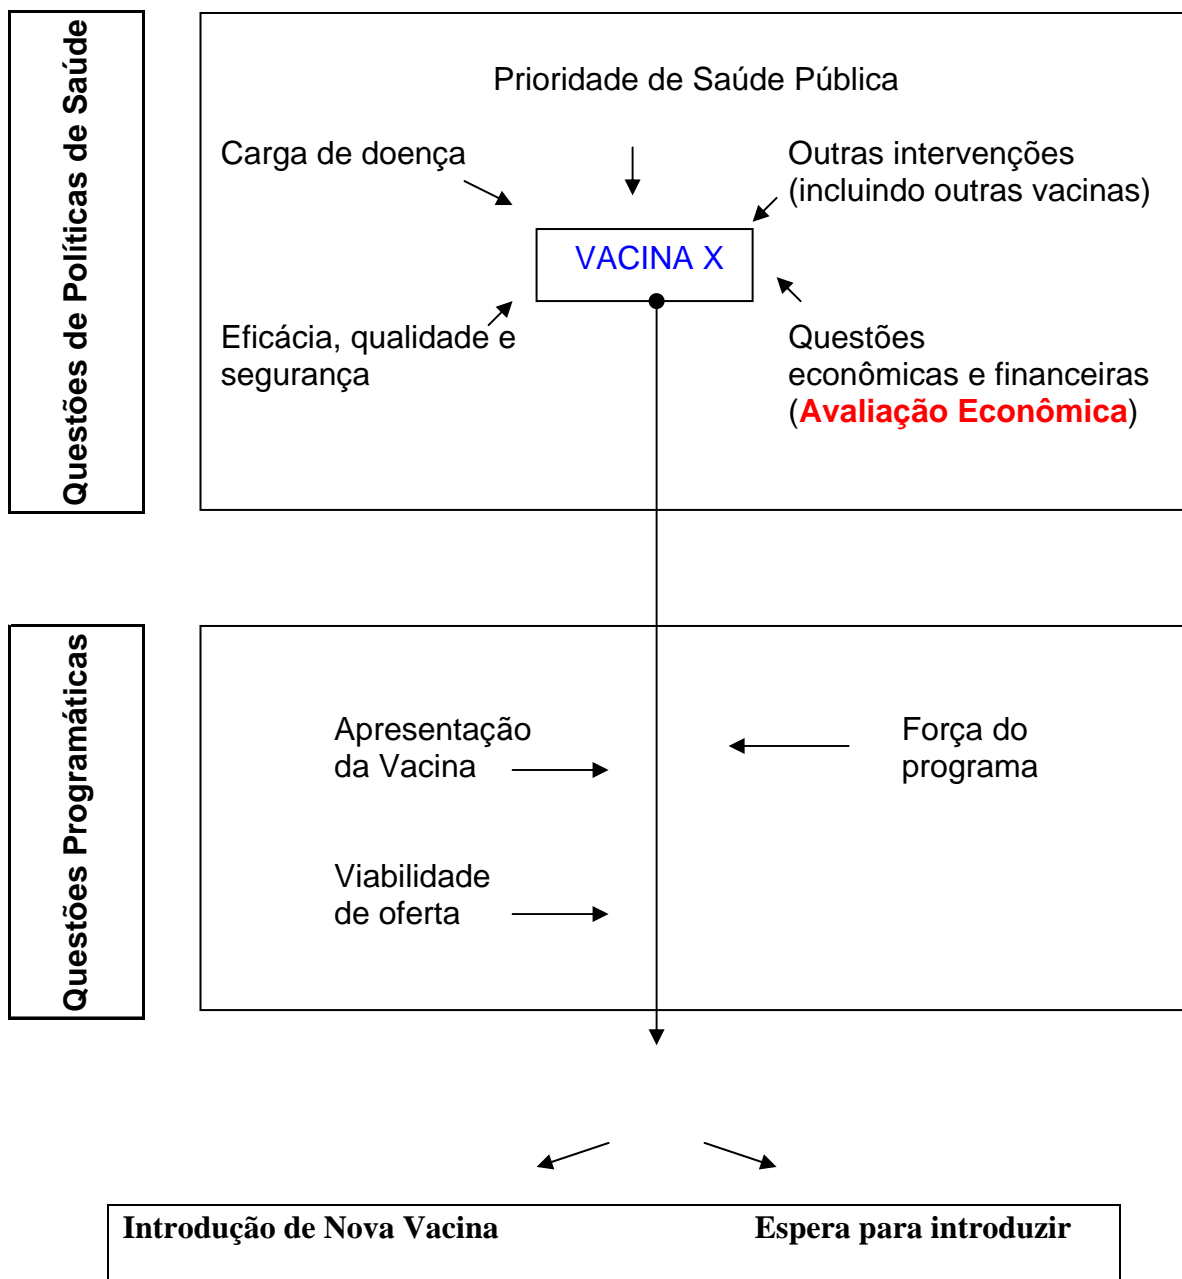 Questões de Políticas de Saúde
Prioridade de Saúde Pública
Carga de doença
Outras intervenções
(incluindo outras vacinas)
VACINA X
Eficácia, qualidade e
segurança
Questões
econômicas e financeiras
(Avaliação Econômica)
Questões Programáticas
Apresentação
da Vacina
Força do
programa
Viabilidade
de oferta
Introdução de Nova Vacina
Espera para introduzir